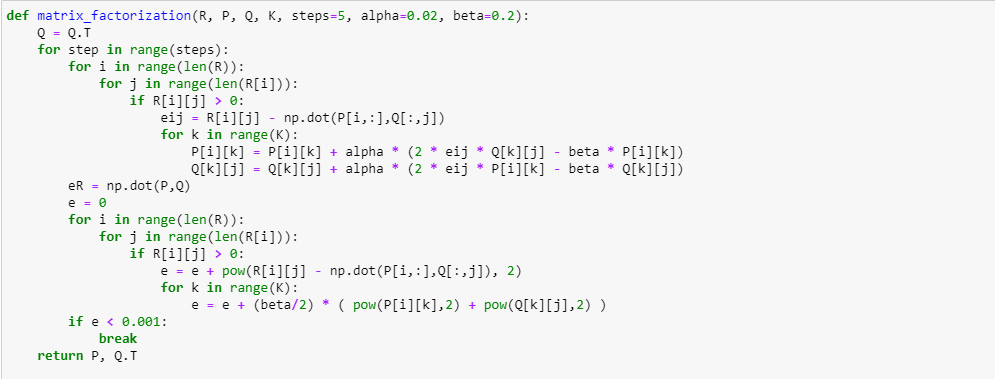 def matrix_factorization(R, P, Q, K, steps=5, alpha=0.02, beta=0.2):
    Q = Q.T
    for step in range(steps):
        for i in range(len(R)):
            for j in range(len(R[i])):
                if R[i][j] > 0:
                    eij = R[i][j] - np.dot(P[i,:],Q[:,j])
                    for k in range(K):
                        P[i][k] = P[i][k] + alpha * (2 * eij * Q[k][j] - beta * P[i][k])
                        Q[k][j] = Q[k][j] + alpha * (2 * eij * P[i][k] - beta * Q[k][j])
        eR = np.dot(P,Q)
        e = 0
        for i in range(len(R)):
            for j in range(len(R[i])):
                if R[i][j] > 0:
                    e = e + pow(R[i][j] - np.dot(P[i,:],Q[:,j]), 2)
                    for k in range(K):
                        e = e + (beta/2) * ( pow(P[i][k],2) + pow(Q[k][j],2) )
        if e < 0.001:
            break
    return P, Q.T